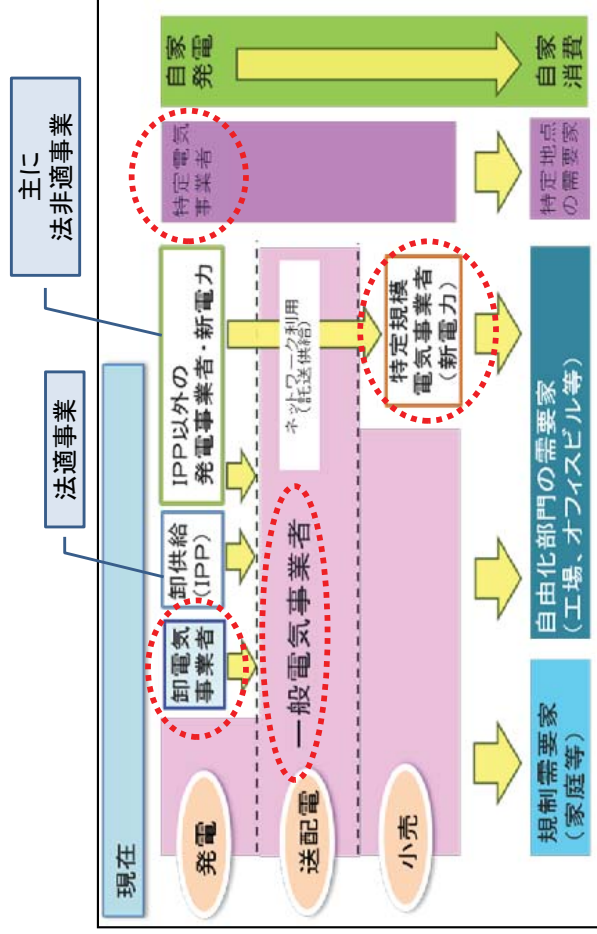 主に
法非適事業
法適事業
現在
発電
卸電気
事業者
卸供給
(IPP)
IPP以外の
発電事業者・新電力
特定電気
事業者
自家
発電
送配電
一般電気事業者
ネットワーク利用
(託送供給)
小売
特定規模
電気事業者
(新電力)
規制需要家
(家庭等)
自由化部門の需要家
(工場、オフィスビル等)
特定地点
の需要家
自家
消費